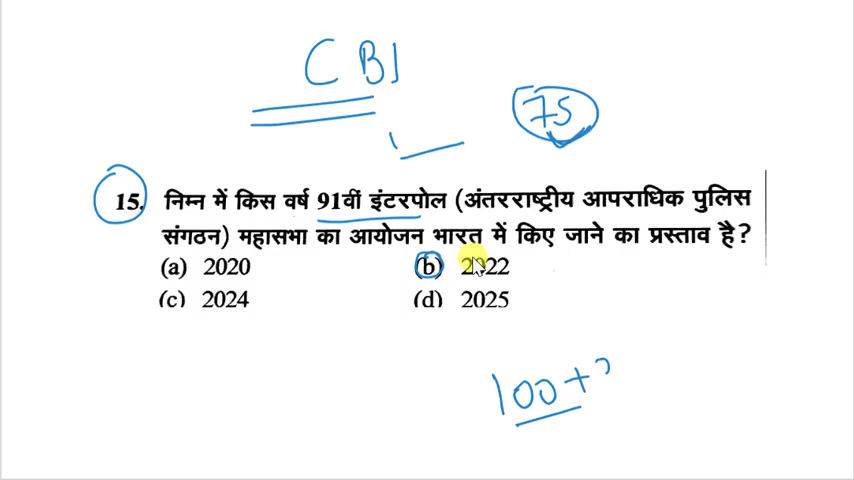 CBI
75
15. निम्न में किस वर्ष 91वीं इंटरपोल (अंतरराष्ट्रीय आपराधिक पुलिस
संगठन) महासभा का आयोजन भारत में किए जाने का प्रस्ताव है?
(a) 2020 (b) 2022
(c) 2024 (d) 2025
100+